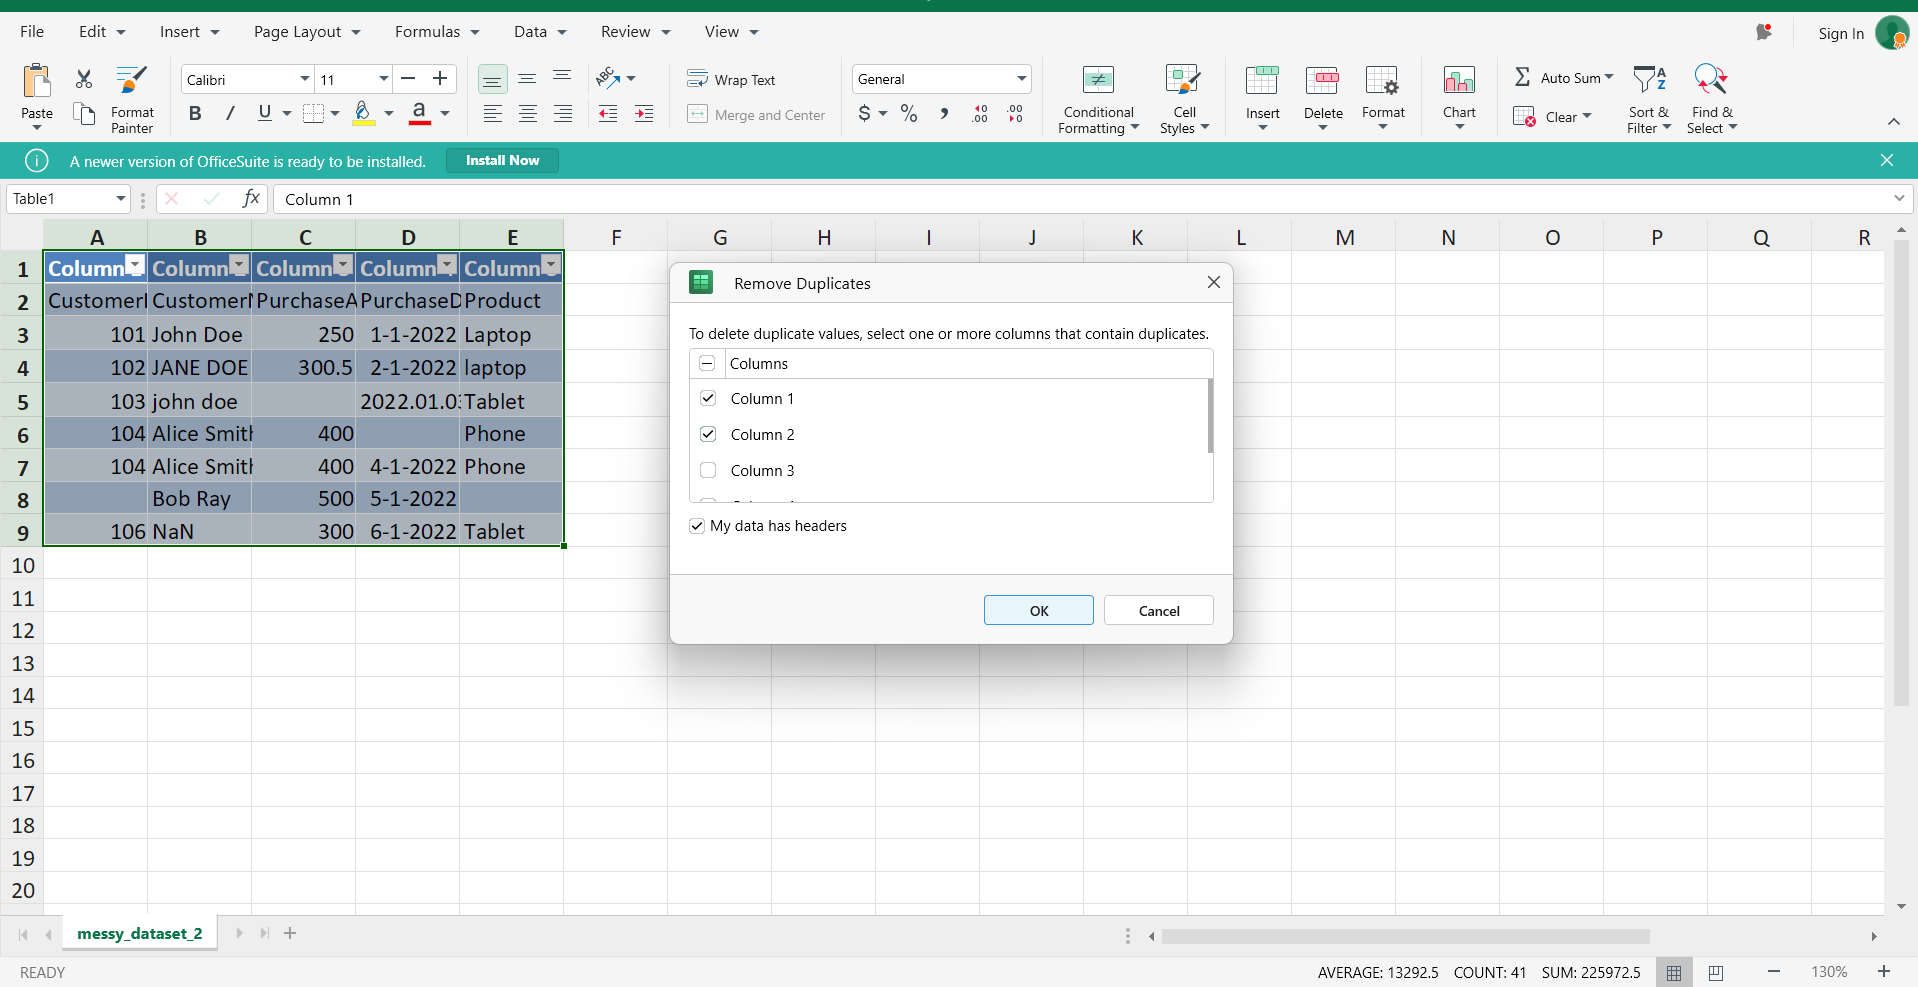 File Edit Insert Page Layout Formulas Data Review View Sign In
Paste Format Painter Calibri 11 Wrap Text General Conditional Formatting Cell Styles Insert Delete Format Chart Auto Sum Sort & Filter Find & Select
B I U a Merge and Center $ % , Clear
A newer version of OfficeSuite is ready to be installed. Install Now
Table1 fx Column 1
A B C D E F G H I J K L M N O P Q R
1 Column Column Column Column Column
2 Customer CustomerN PurchaseA PurchaseD Product
3 101 John Doe 250 1-1-2022 Laptop
4 102 JANE DOE 300.5 2-1-2022 laptop
5 103 john doe 2022.01.03 Tablet
6 104 Alice Smith 400 Phone
7 104 Alice Smith 400 4-1-2022 Phone
8 Bob Ray 500 5-1-2022
9 106 NaN 300 6-1-2022 Tablet
10
11
12
13
14
15
16
17
18
19
20
Remove Duplicates
To delete duplicate values, select one or more columns that contain duplicates.
Columns
Column 1
Column 2
Column 3
My data has headers
OK Cancel
messy_dataset_2
READY AVERAGE: 13292.5 COUNT: 41 SUM: 225972.5 130%